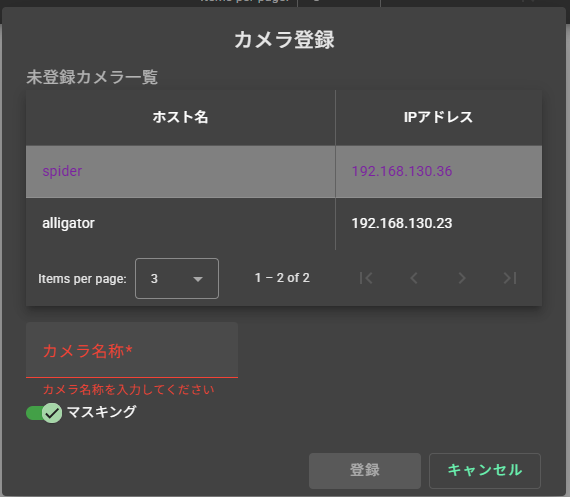 Items per page:
カメラ登録
未登録カメラ一覧
ホスト名 IPアドレス
spider 192.168.130.36
alligator 192.168.130.23
Items per page: 3 1 – 2 of 2
カメラ名称*
カメラ名称を入力してください
マスキング
登録 キャンセル